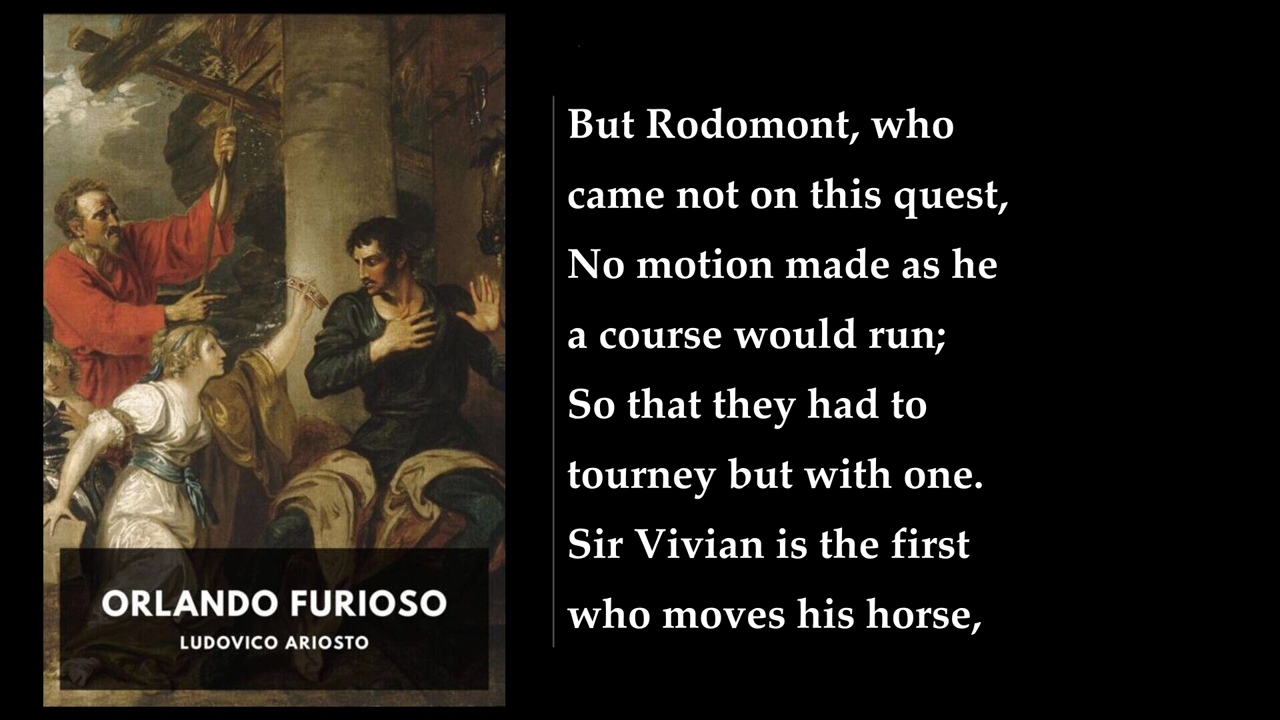 ORLANDO FURIOSO
LUDOVICO ARIOSTO
But Rodomont, who
came not on this quest,
No motion made as he
a course would run;
So that they had to
tourney but with one.
Sir Vivian is the first
who moves his horse,